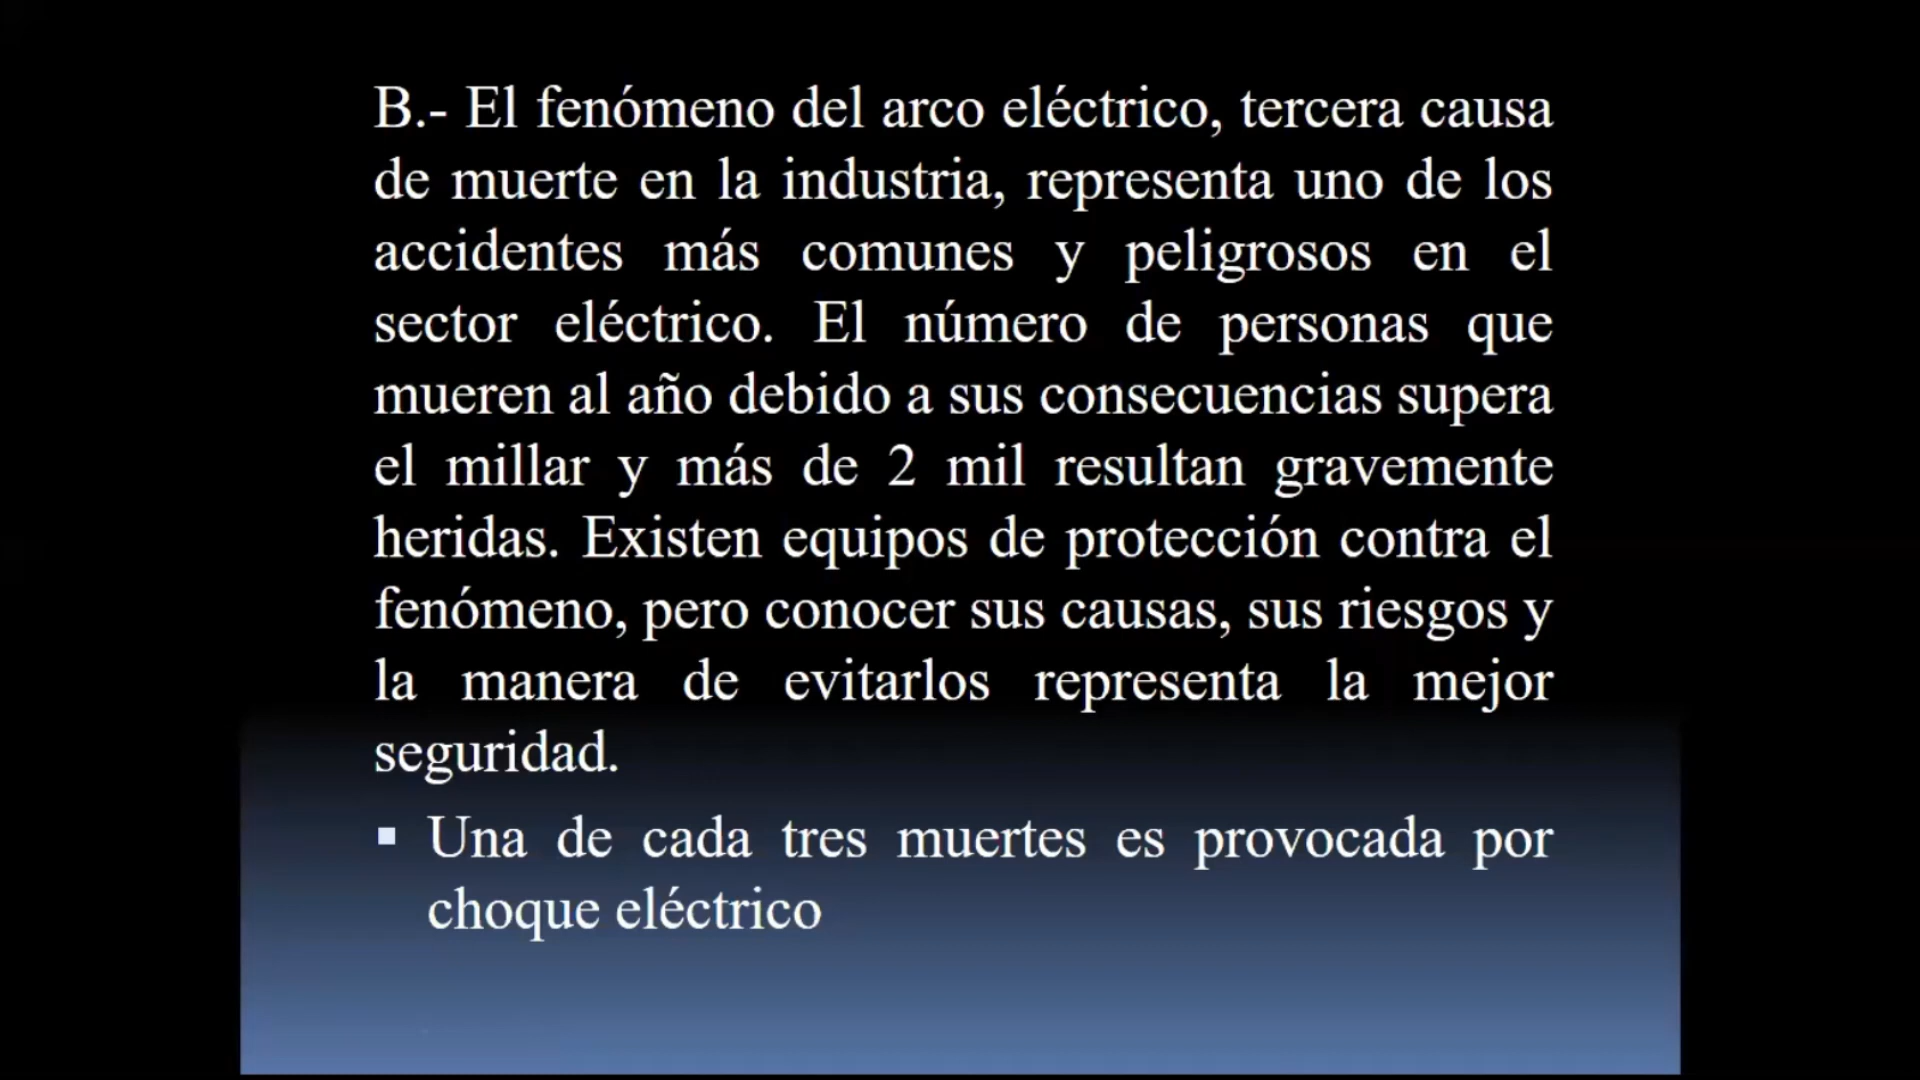 B.- El fenómeno del arco eléctrico, tercera causa
de muerte en la industria, representa uno de los
accidentes más comunes y peligrosos en el
sector eléctrico. El número de personas que
mueren al año debido a sus consecuencias supera
el millar y más de 2 mil resultan gravemente
heridas. Existen equipos de protección contra el
fenómeno, pero conocer sus causas, sus riesgos y
la manera de evitarlos representa la mejor
seguridad.
▪ Una de cada tres muertes es provocada por
choque eléctrico